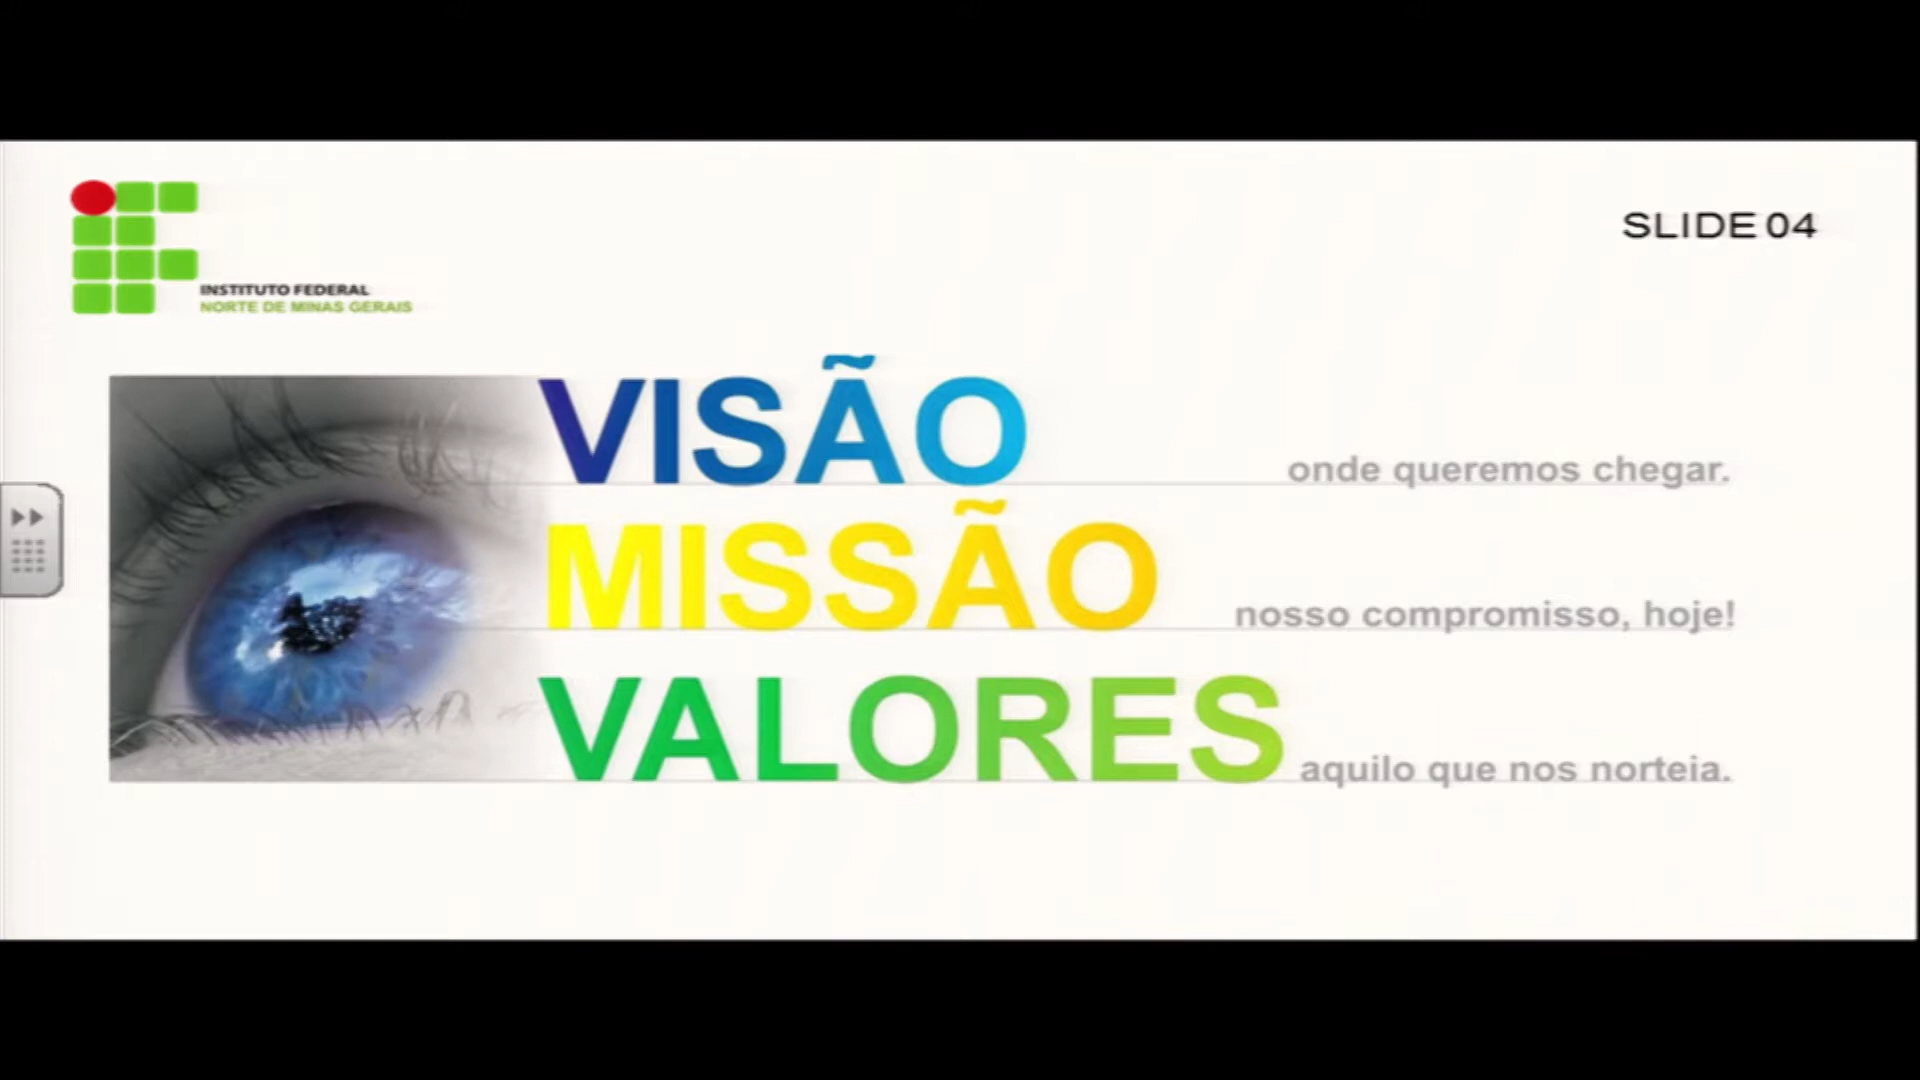 INSTITUTO FEDERAL
NORTE DE MINAS GERAIS
SLIDE 04
VISÃO onde queremos chegar.
MISSÃO nosso compromisso, hoje!
VALORES aquilo que nos norteia.